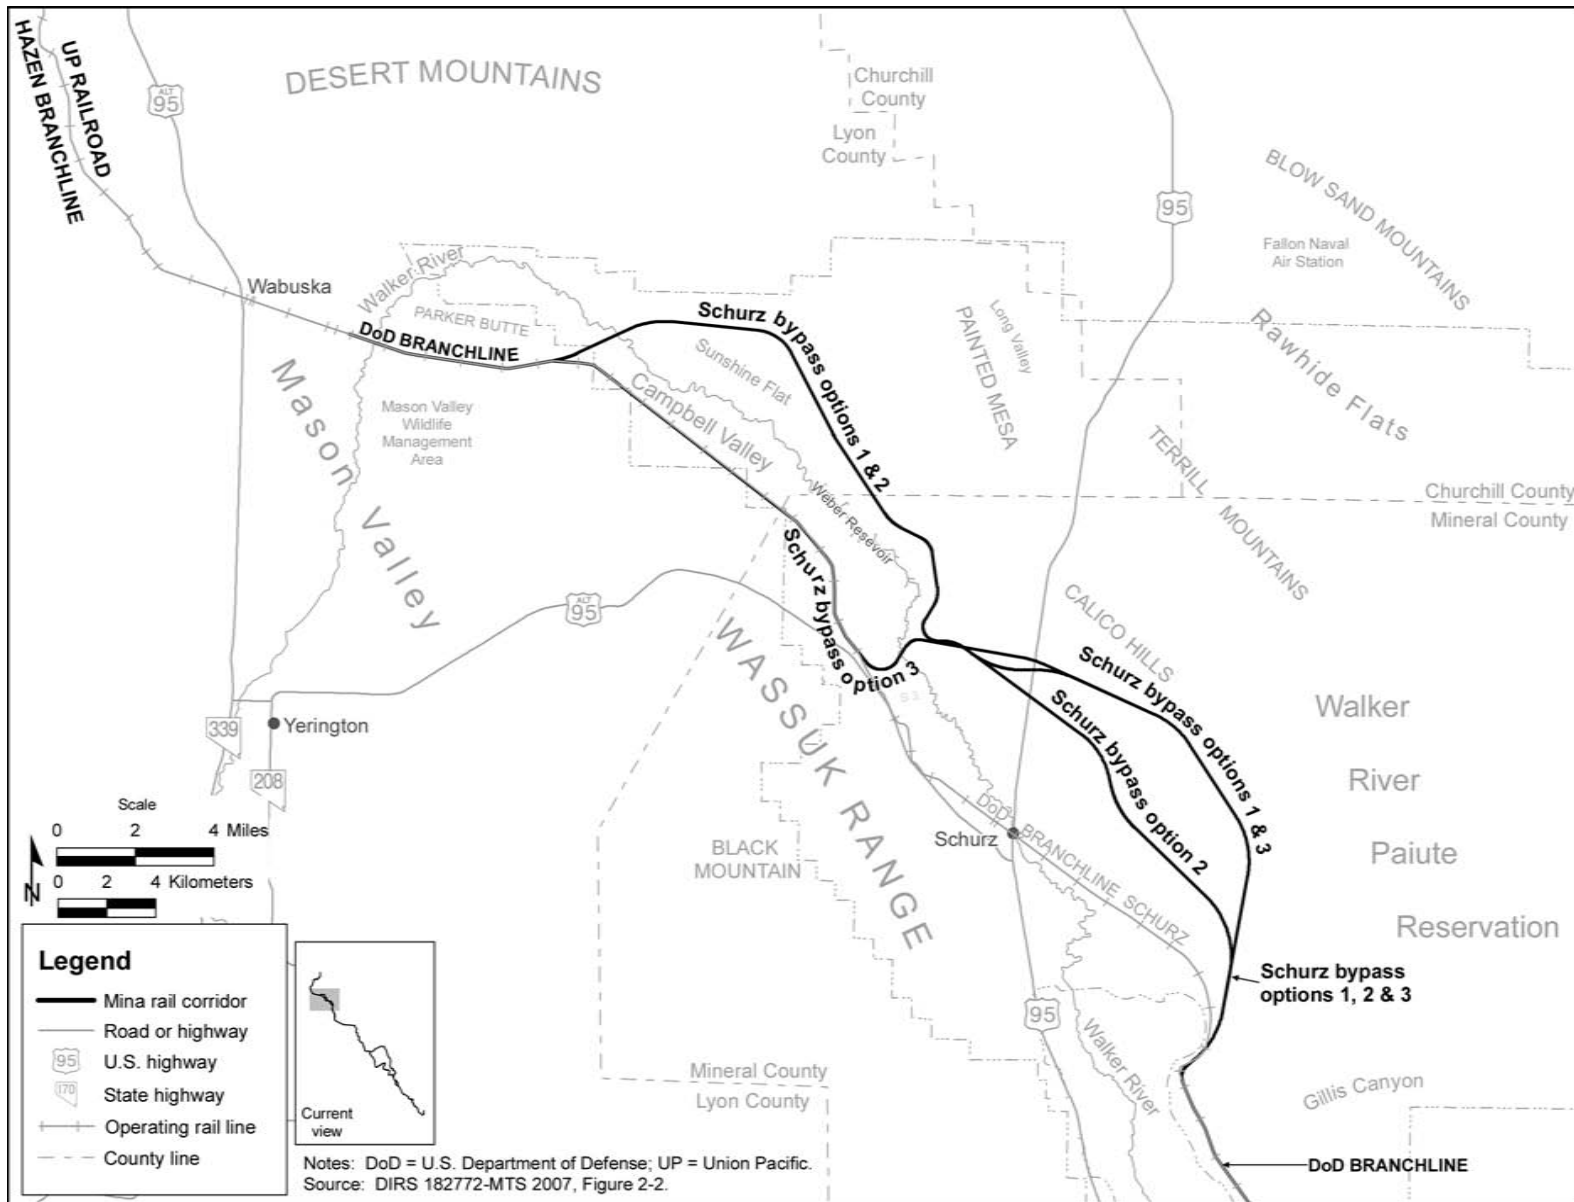 HAZEN BRANCHLINE
UP RAILROAD
ALT
95
DESERT MOUNTAINS
Churchill
County
Lyon
County
95
BLOW SAND MOUNTAINS
Fallon Naval
Air Station
Wabuska
Walker River
PARKER BUTTE
DoD BRANCHLINE
Schurz bypass options 1 & 2
Sunshine Flat
Long Valley
PAINTED MESA
Rawhide Flats
Mason Valley
Mason Valley
Wildlife
Management
Area
Campbell Valley
TERRILL MOUNTAINS
Weber Resevoir
Churchill County
Mineral County
Schurz bypass option 3
ALT
95
WASSUK RANGE
CALICO HILLS
Schurz bypass options 1 & 3
Schurz bypass option 2
Walker
River
Paiute
Reservation
339
Yerington
208
Scale
0 2 4 Miles
0 2 4 Kilometers
N
BLACK
MOUNTAIN
Schurz
DoD BRANCHLINE SCHURZ
Schurz bypass
options 1, 2 & 3
95
Walker River
Gillis Canyon
Mineral County
Lyon County
DoD BRANCHLINE
Legend
Mina rail corridor
Road or highway
95 U.S. highway
170 State highway
Operating rail line
County line
Current
view
Notes: DoD = U.S. Department of Defense; UP = Union Pacific.
Source: DIRS 182772-MTS 2007, Figure 2-2.